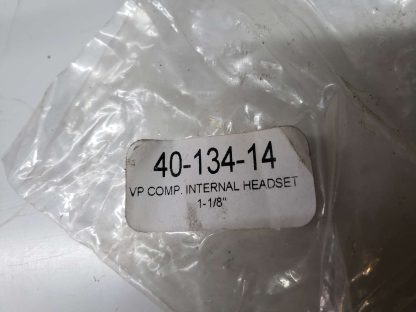 40-134-14
VP COMP. INTERNAL HEADSET
1-1/8"